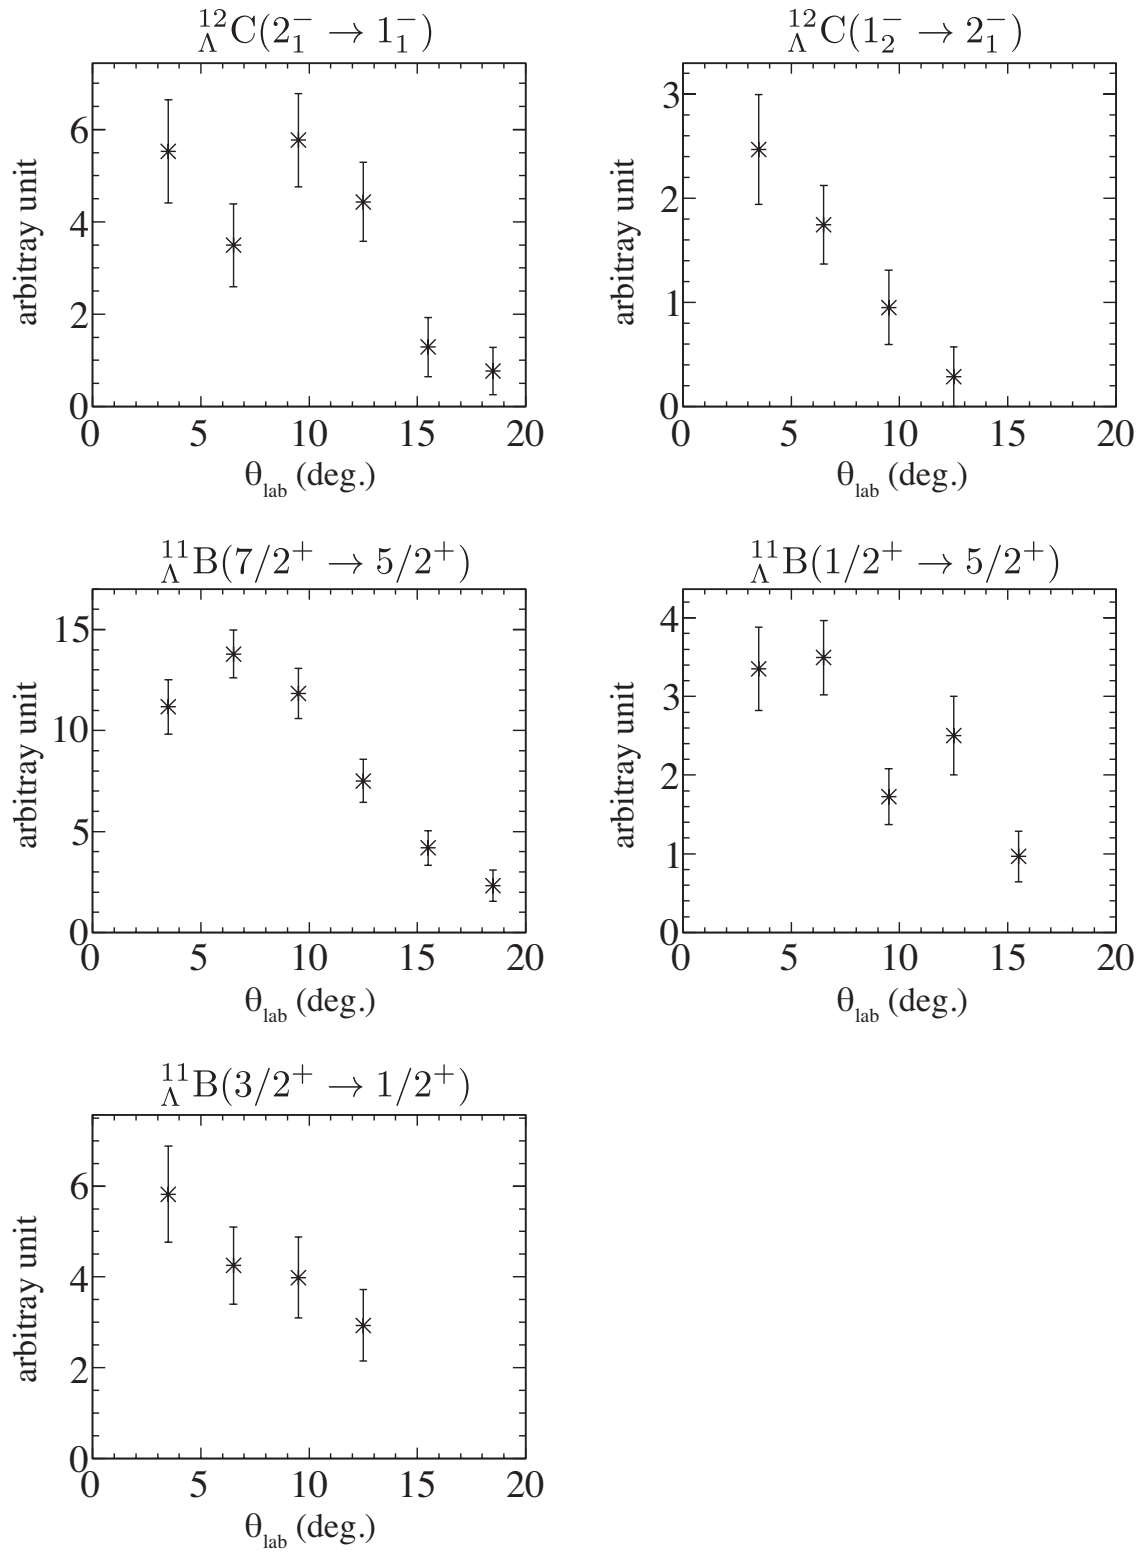 ¹²ΛC(2₁⁻ → 1₁⁻)
arbitray unit
6
4
2
0
0 5 10 15 20
θlab (deg.)
¹²ΛC(1₂⁻ → 2₁⁻)
arbitray unit
3
2
1
0
0 5 10 15 20
θlab (deg.)
¹¹ΛB(7/2⁺ → 5/2⁺)
arbitray unit
15
10
5
0
0 5 10 15 20
θlab (deg.)
¹¹ΛB(1/2⁺ → 5/2⁺)
arbitray unit
4
3
2
1
0
0 5 10 15 20
θlab (deg.)
¹¹ΛB(3/2⁺ → 1/2⁺)
arbitray unit
6
4
2
0
0 5 10 15 20
θlab (deg.)